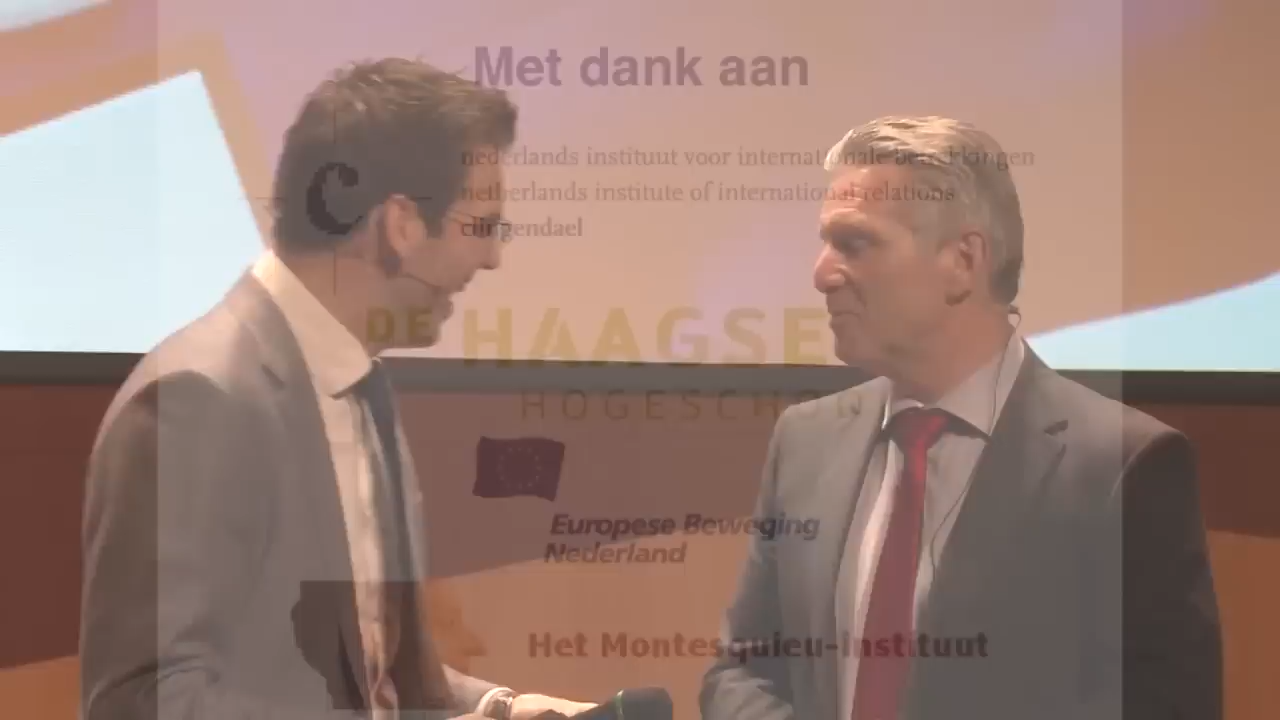 Met dank aan
nederlands instituut voor internationale betrekkingen
netherlands institute of international relations
clingendael
DE HAAGSE
HOGESCHOOL
Europese Beweging
Nederland
Het Montesquieu-instituut